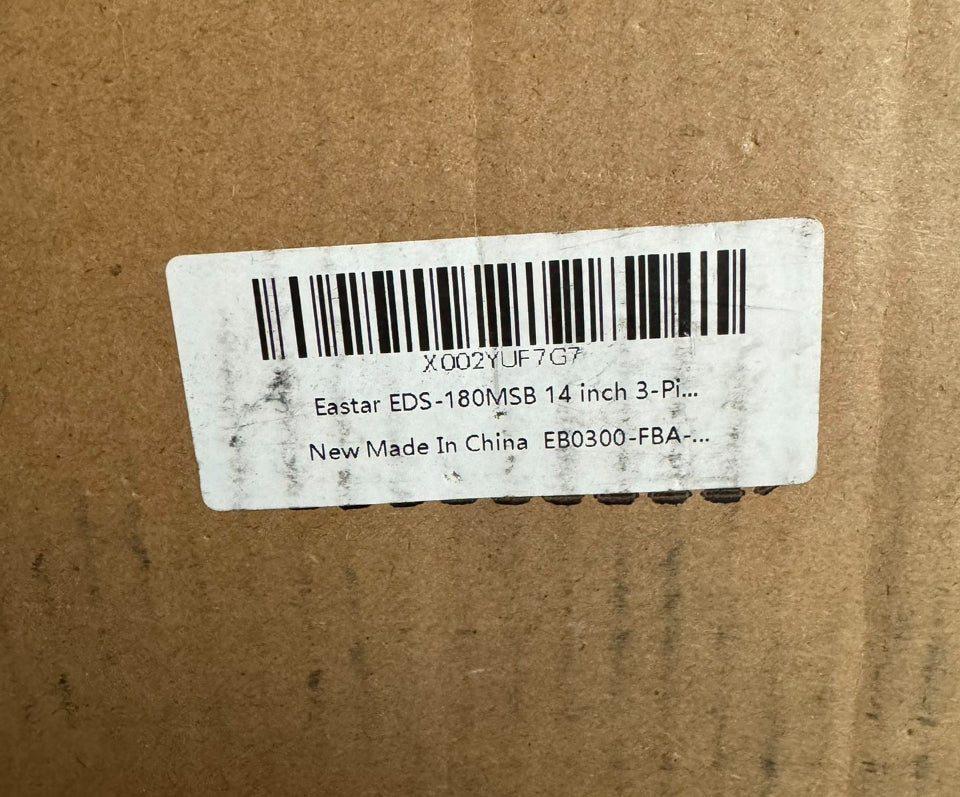 X002YUF7G7
Eastar EDS-180MSB 14 inch 3-Pi...
New Made In China EB0300-FBA-...